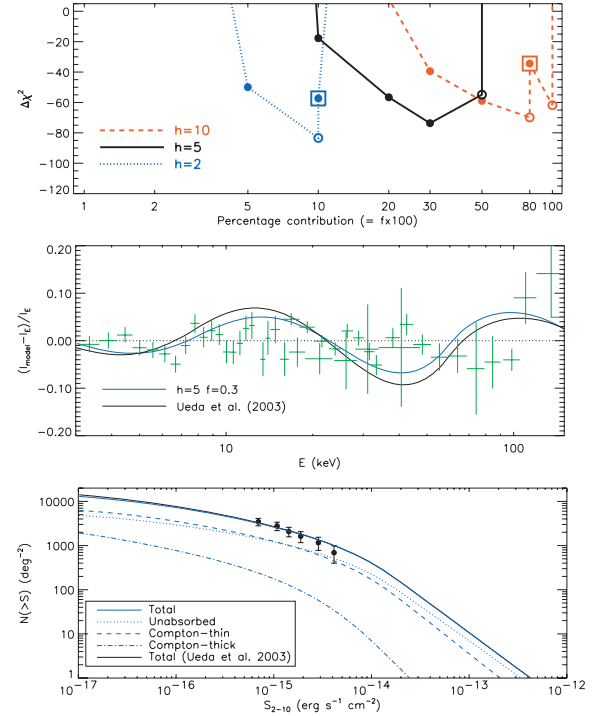 0
−20
−40
−60
−80
−100
−120
Δχ²
h=10
h=5
h=2
1 2 5 10 20 30 50 80 100
Percentage contribution (= fx100)
0.20
0.10
0.00
−0.10
−0.20
(I_model−I_ε)/I_ε
h=5 f=0.3
Ueda et al. (2003)
10 100
E (keV)
10000
1000
100
10
1
N(>S) (deg⁻²)
Total
Unabsorbed
Compton−thin
Compton−thick
Total (Ueda et al. 2003)
10⁻¹⁷ 10⁻¹⁶ 10⁻¹⁵ 10⁻¹⁴ 10⁻¹³ 10⁻¹²
S₂₋₁₀ (erg s⁻¹ cm⁻²)